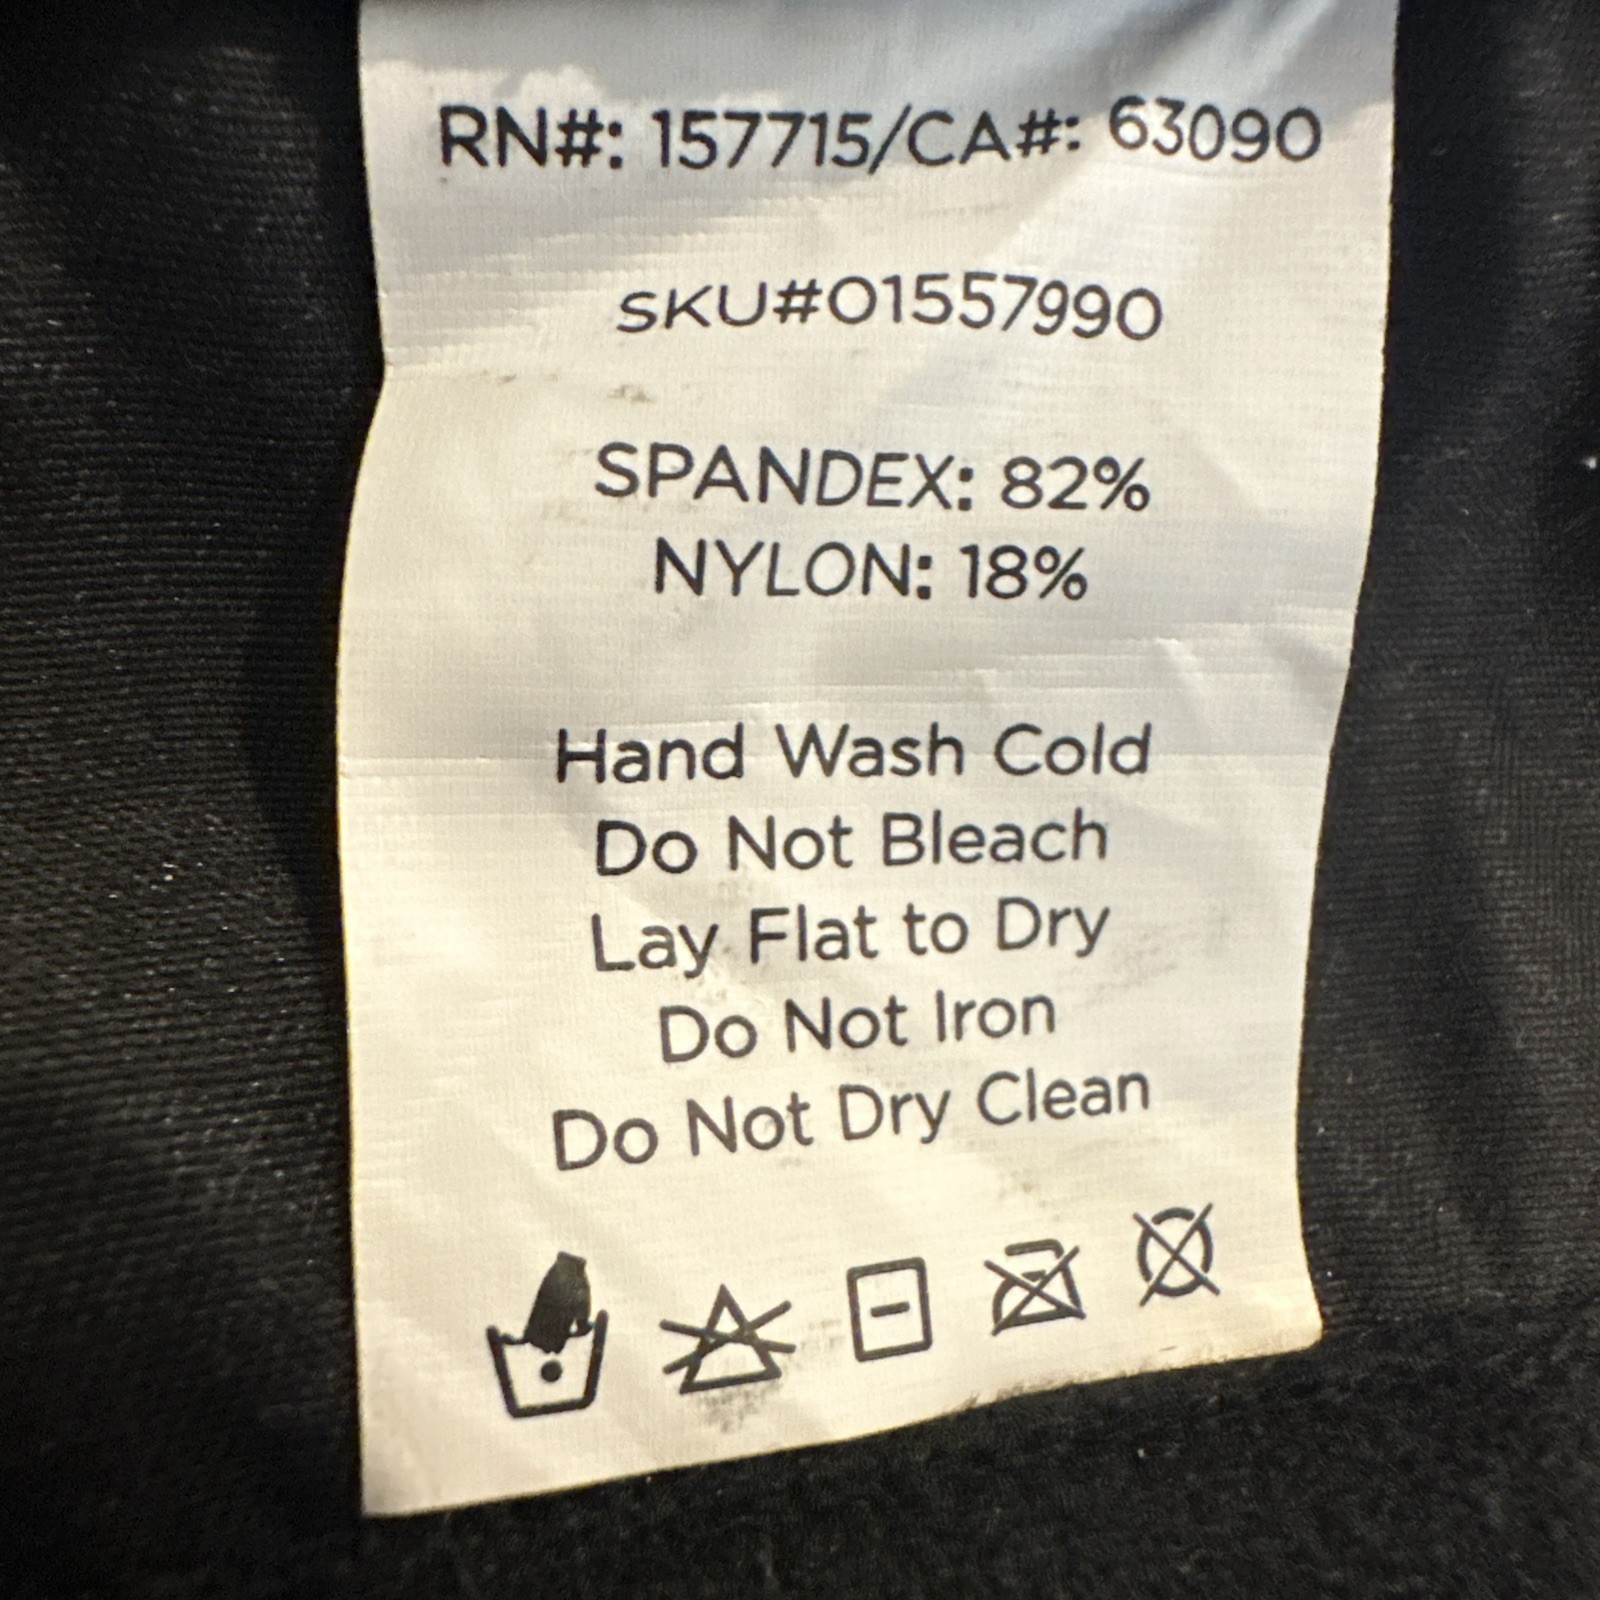 RN#: 157715/CA#: 63090
SKU#01557990
SPANDEX: 82%
NYLON: 18%
Hand Wash Cold
Do Not Bleach
Lay Flat to Dry
Do Not Iron
Do Not Dry Clean